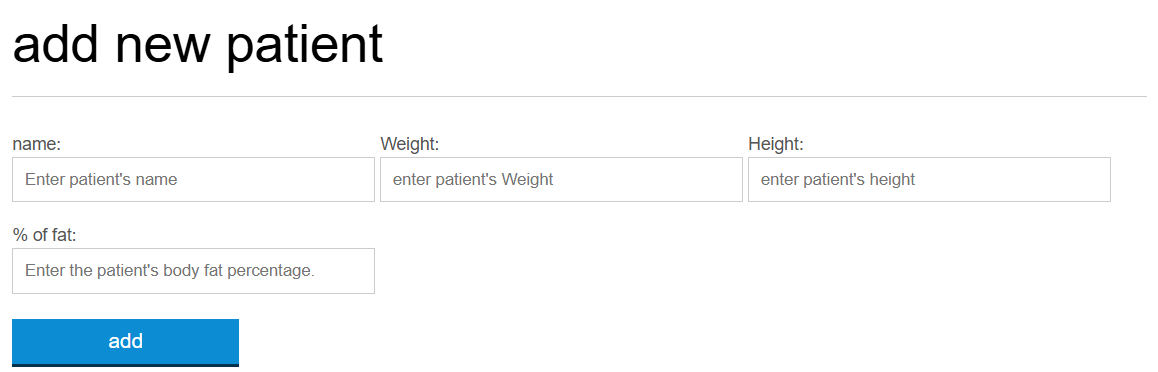 add new patient
name: Weight: Height:
Enter patient's name enter patient's Weight enter patient's height
% of fat:
Enter the patient's body fat percentage.
add